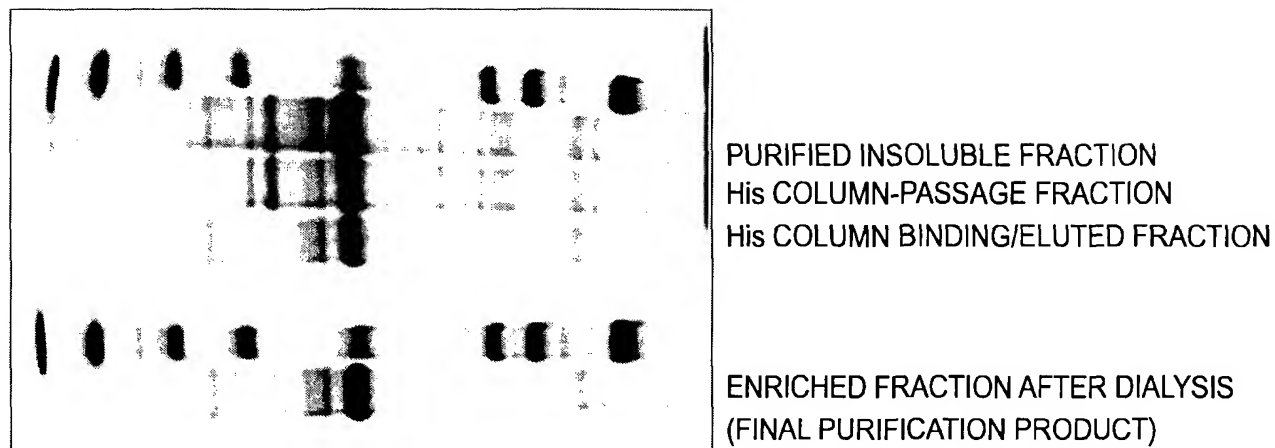 PURIFIED INSOLUBLE FRACTION
His COLUMN-PASSAGE FRACTION
His COLUMN BINDING/ELUTED FRACTION
ENRICHED FRACTION AFTER DIALYSIS
(FINAL PURIFICATION PRODUCT)